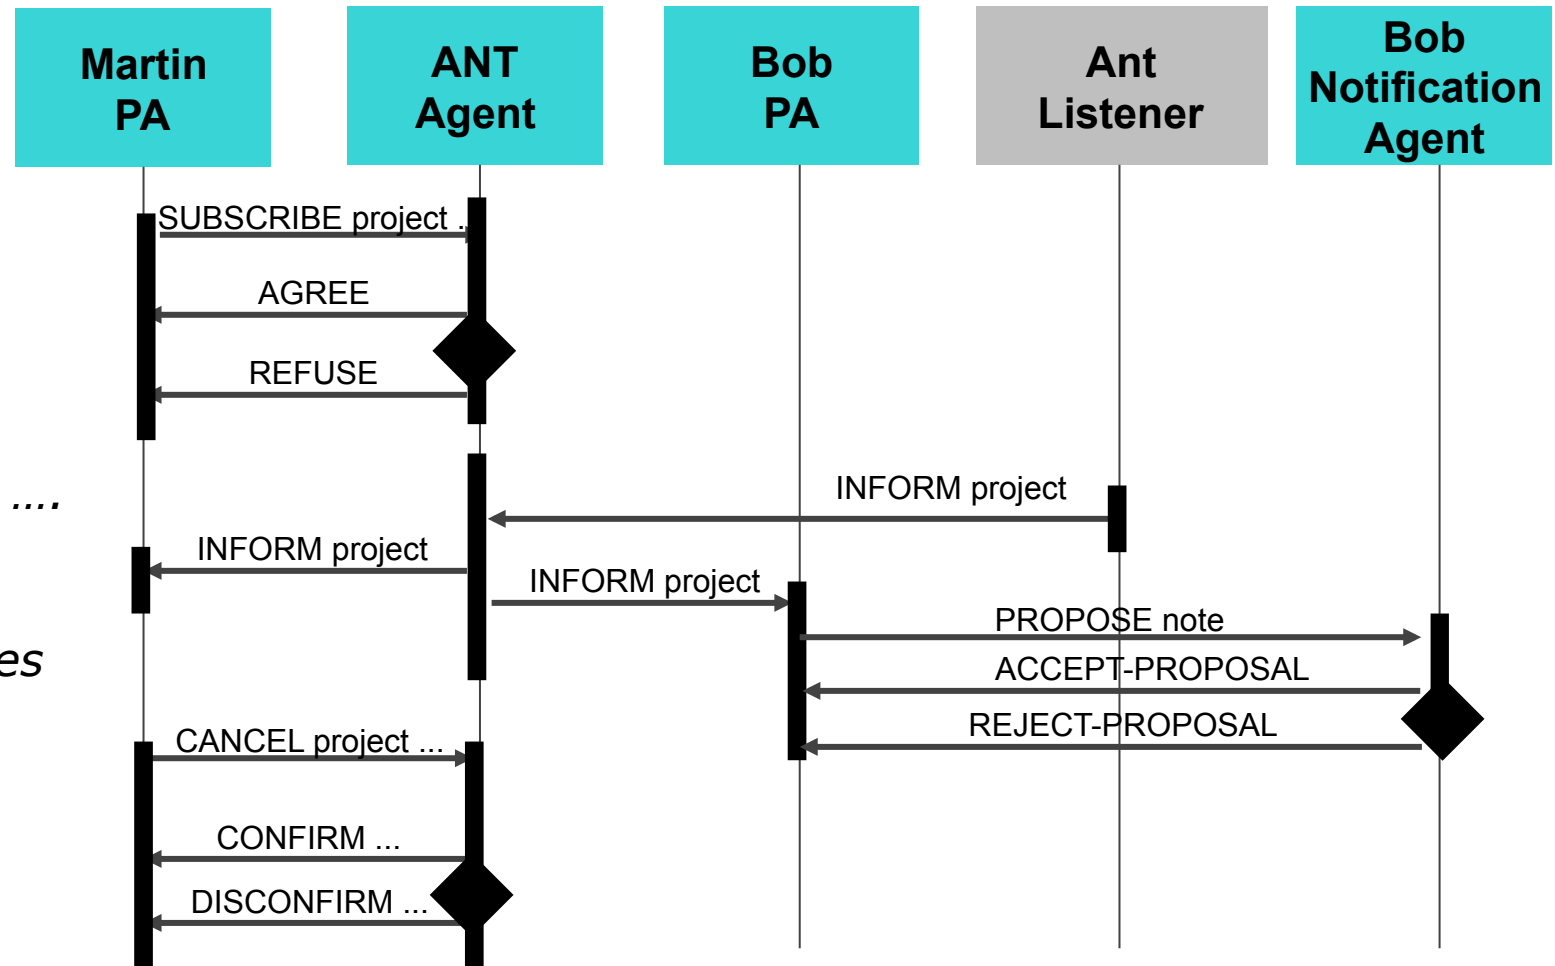 Martin
PA
ANT
Agent
Bob
PA
Ant
Listener
Bob
Notification
Agent
SUBSCRIBE project .
AGREE
REFUSE
INFORM project
....
INFORM project
INFORM project
PROPOSE note
es
ACCEPT-PROPOSAL
REJECT-PROPOSAL
CANCEL project ...
CONFIRM ...
DISCONFIRM ...